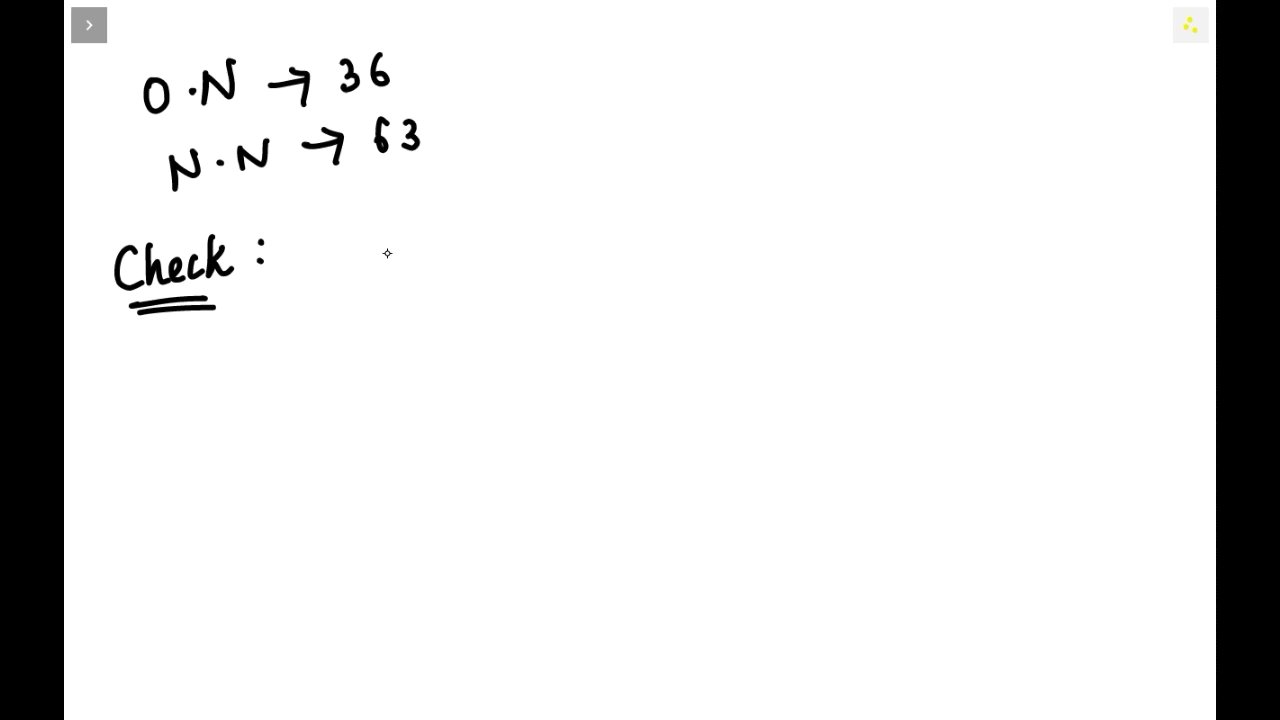 O.N → 36
N.N → 63
Check :